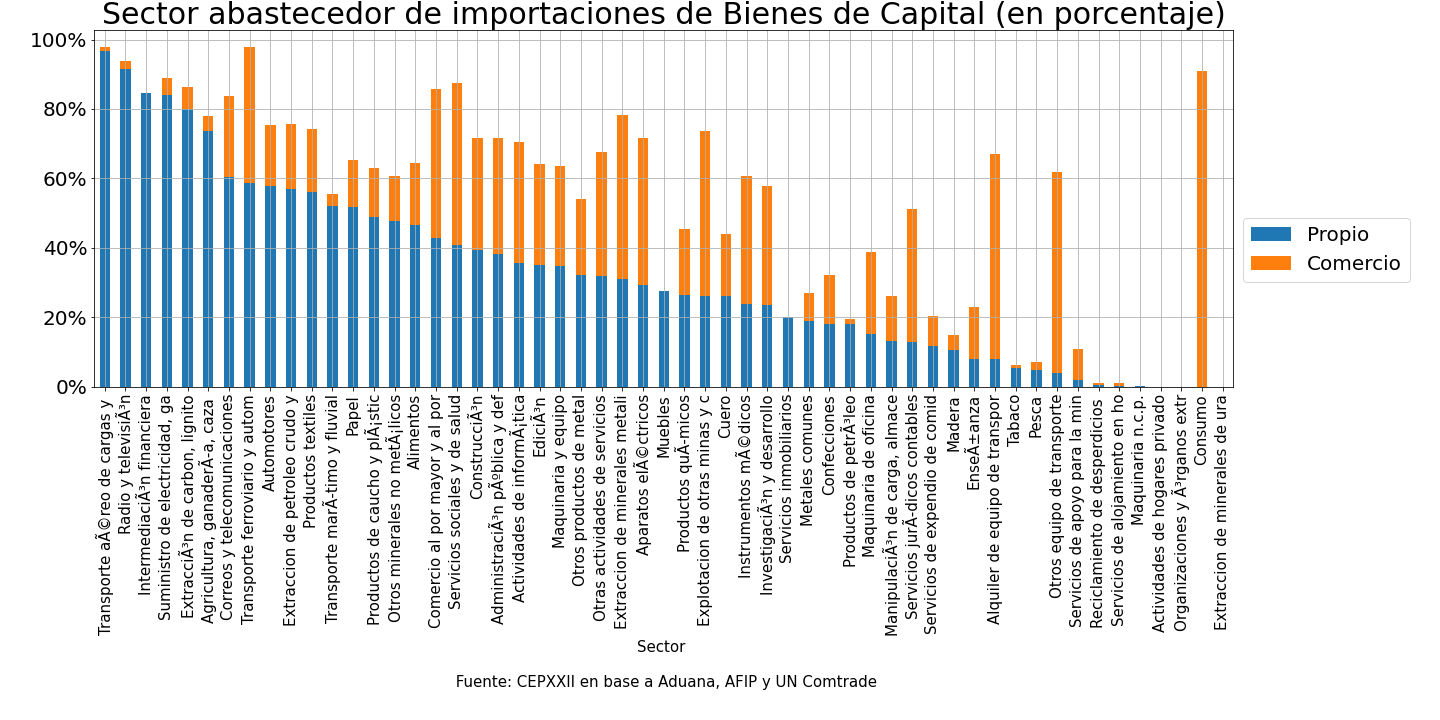 Sector abastecedor de importaciones de Bienes de Capital (en porcentaje)
100%
80%
60%
40%
20%
0%
Propio
Comercio
Transporte aÃ©reo de cargas y
Radio y televisiÃ³n
IntermediaciÃ³n financiera
Suministro de electricidad, ga
ExtracciÃ³n de carbon, lignito
Agricultura, ganaderÃ­a, caza
Correos y telecomunicaciones
Transporte ferroviario y autom
Automotores
Extraccion de petroleo crudo y
Productos textiles
Transporte marÃ­timo y fluvial
Papel
Productos de caucho y plÃ¡stic
Otros minerales no metÃ¡licos
Alimentos
Comercio al por mayor y al por
Servicios sociales y de salud
ConstrucciÃ³n
AdministraciÃ³n pÃºblica y def
Actividades de informÃ¡tica
EdiciÃ³n
Maquinaria y equipo
Otros productos de metal
Otras actividades de servicios
Extraccion de minerales metali
Aparatos elÃ©ctricos
Muebles
Productos quÃ­micos
Explotacion de otras minas y c
Cuero
Instrumentos mÃ©dicos
InvestigaciÃ³n y desarrollo
Servicios inmobiliarios
Metales comunes
Confecciones
Productos de petrÃ³leo
Maquinaria de oficina
ManipulaciÃ³n de carga, almace
Servicios jurÃ­dicos contables
Servicios de expendio de comid
Madera
EnseÃ±anza
Alquiler de equipo de transpor
Tabaco
Pesca
Otros equipo de transporte
Servicios de apoyo para la min
Reciclamiento de desperdicios
Servicios de alojamiento en ho
Maquinaria n.c.p.
Actividades de hogares privado
Organizaciones y Ã³rganos extr
Consumo
Extraccion de minerales de ura
Sector
Fuente: CEPXXII en base a Aduana, AFIP y UN Comtrade